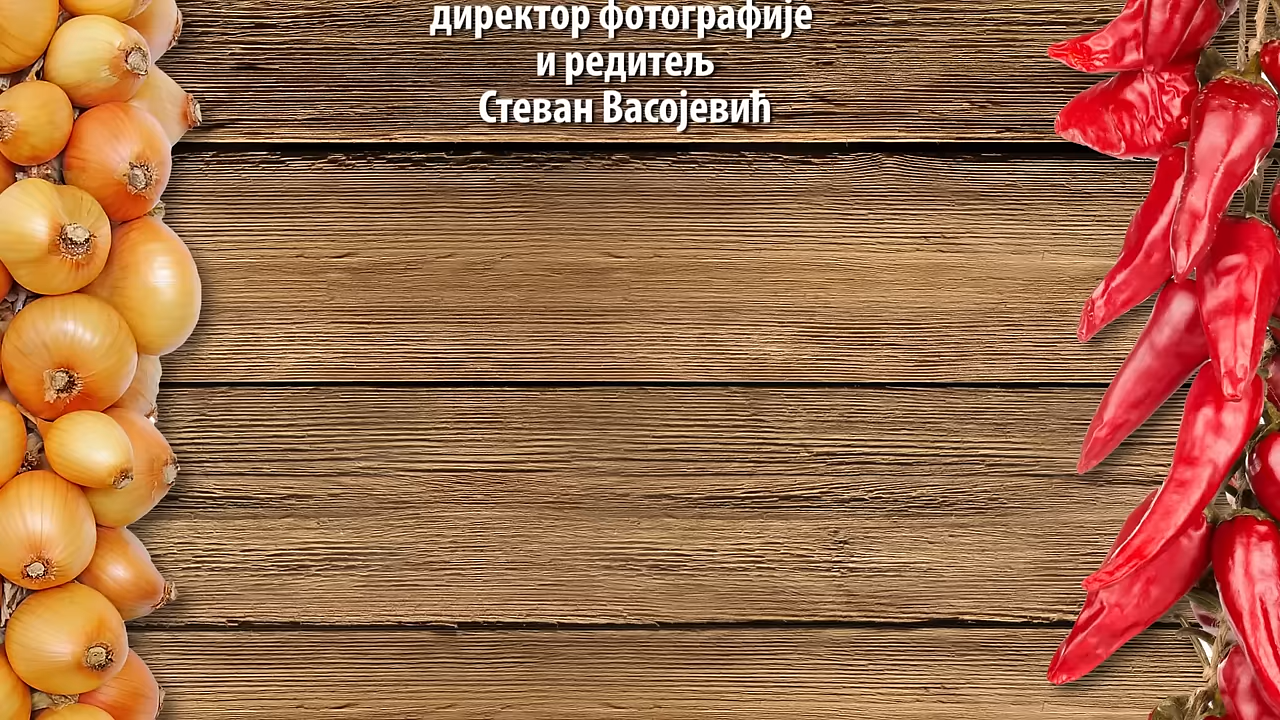 директор фотографије
и редитељ
Стеван Васојевић